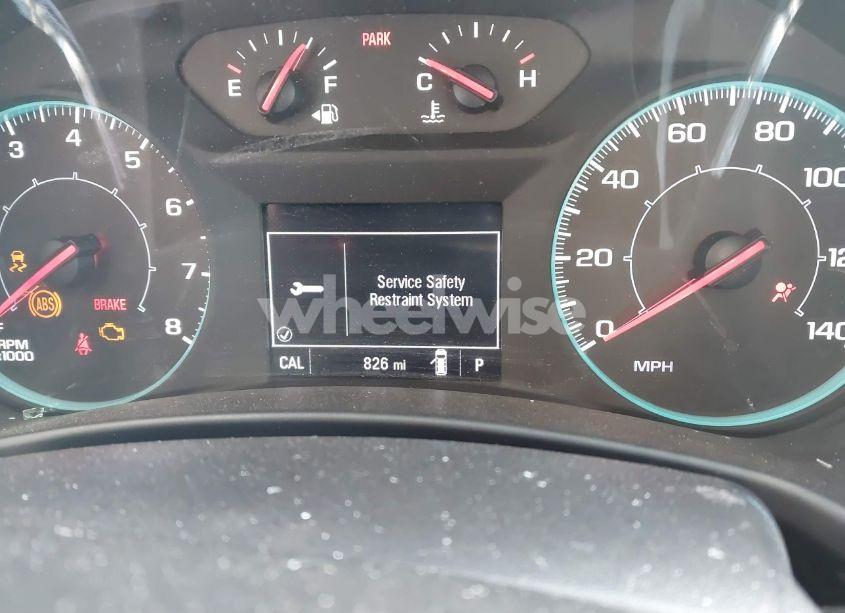 PARK
E F
C H
3 4 5 6 7 8
ABS
BRAKE
RPM
x1000
Service Safety
Restraint System
wheelwise
CAL 826 mi P
0 20 40 60 80 100 12 140
MPH